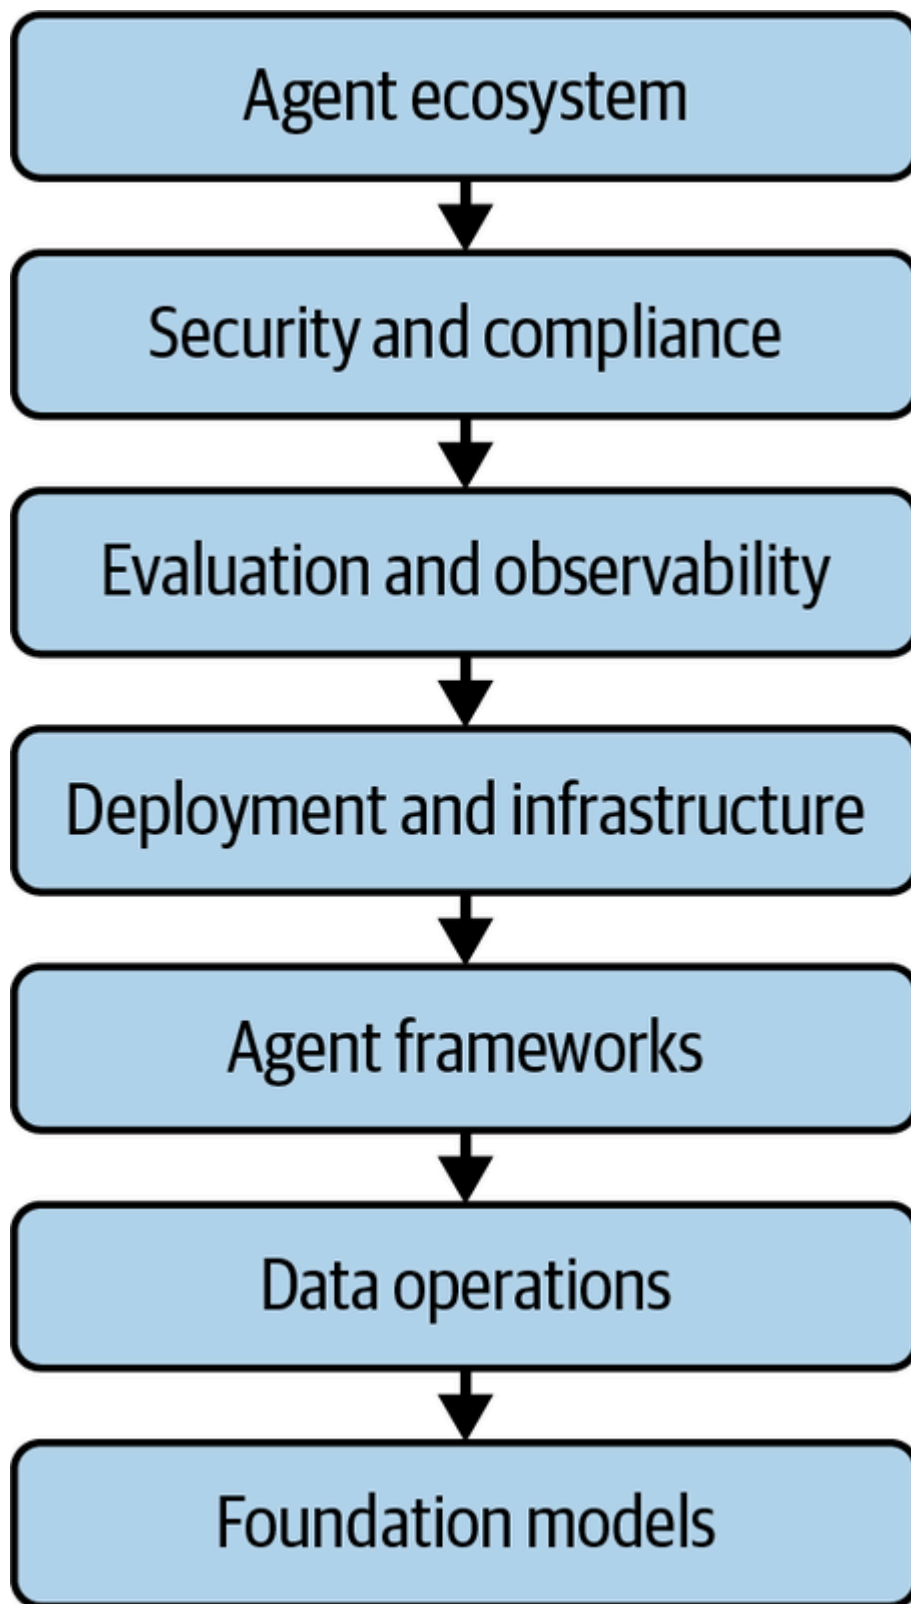 Agent ecosystem
Security and compliance
Evaluation and observability
Deployment and infrastructure
Agent frameworks
Data operations
Foundation models